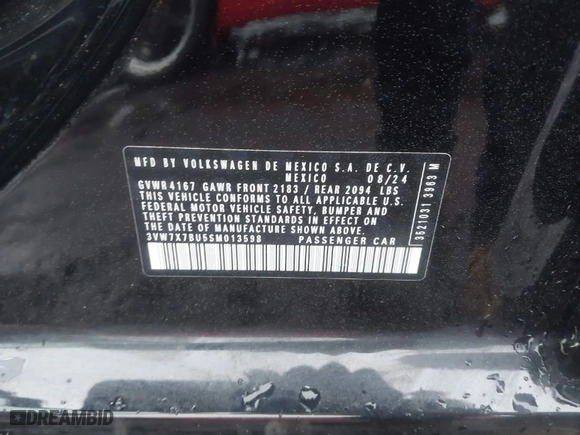 MFD BY VOLKSWAGEN DE MEXICO S.A. DE C.V.
MEXICO 08/24
GVWR 4167 GAWR FRONT 2183 / REAR 2094 LBS
THIS VEHICLE CONFORMS TO ALL APPLICABLE U.S.
FEDERAL MOTOR VEHICLE SAFETY, BUMPER AND
THEFT PREVENTION STANDARDS IN EFFECT ON
THE DATE OF MANUFACTURE SHOWN ABOVE.
3VW7X7BU5SM013598 PASSENGER CAR
3521031 3963 M
DREAMBID